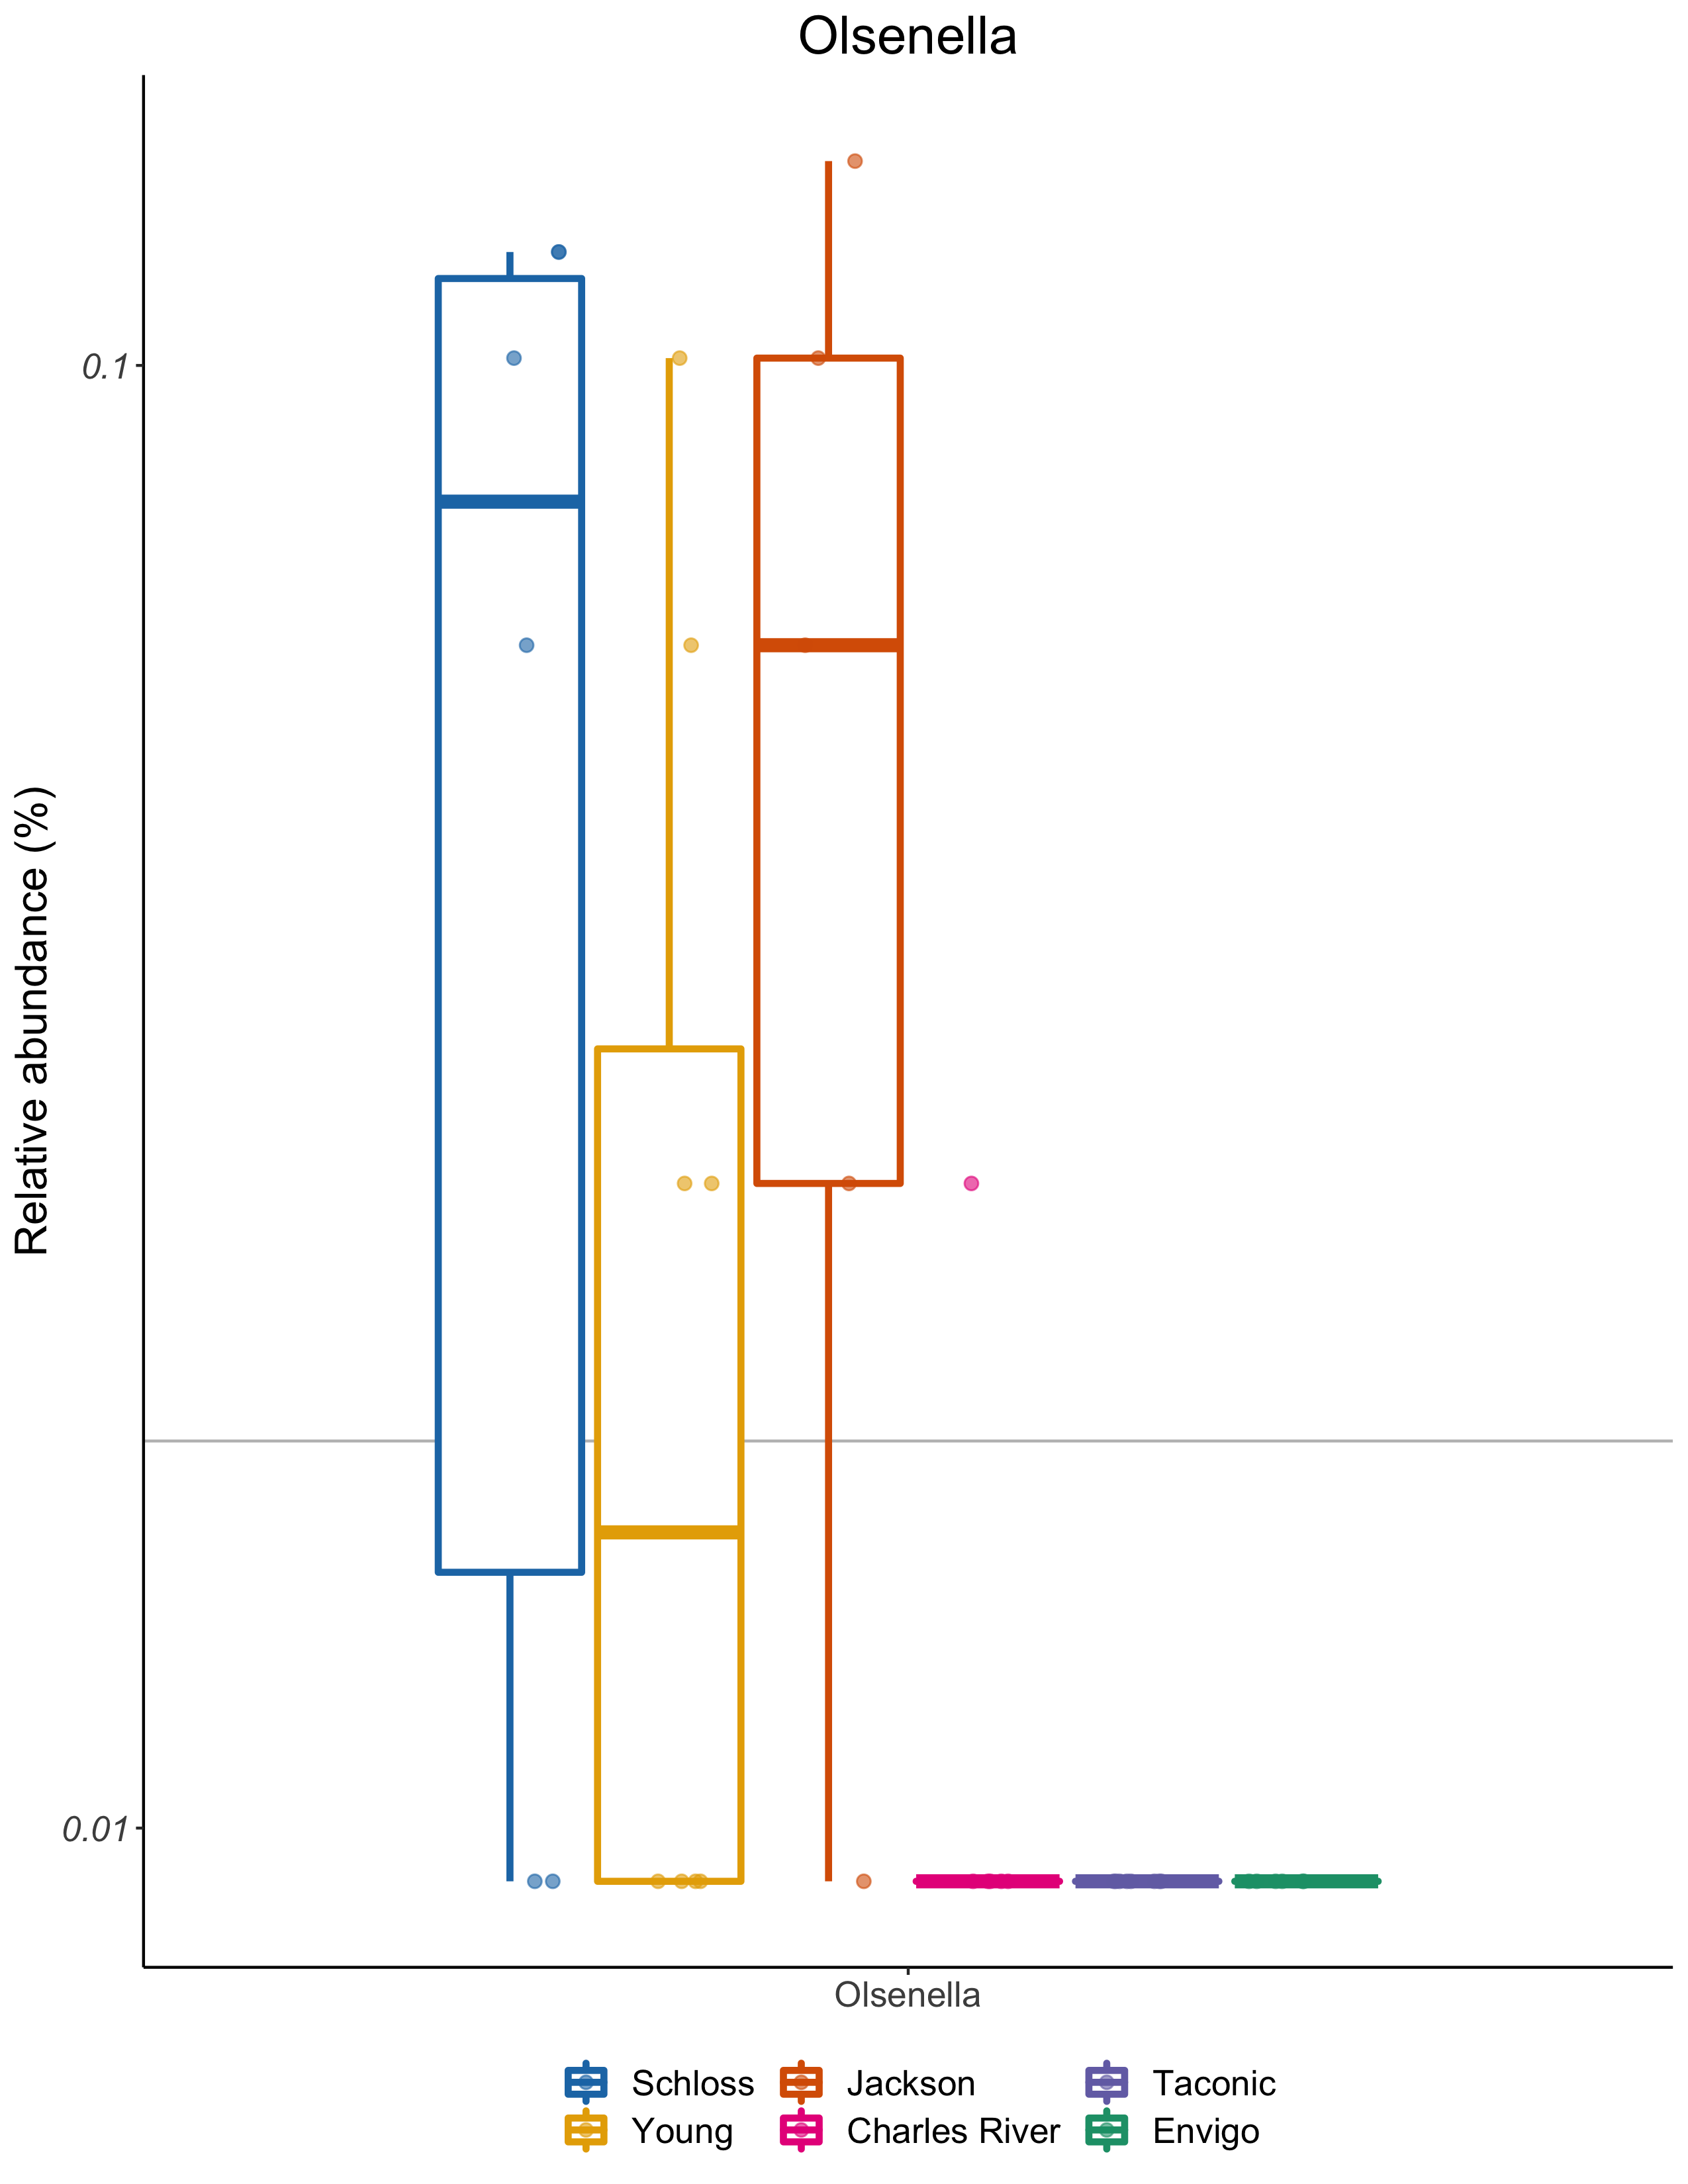 Olsenella
Relative abundance (%)
0.1
0.01
Olsenella
Schloss
Jackson
Taconic
Young
Charles River
Envigo